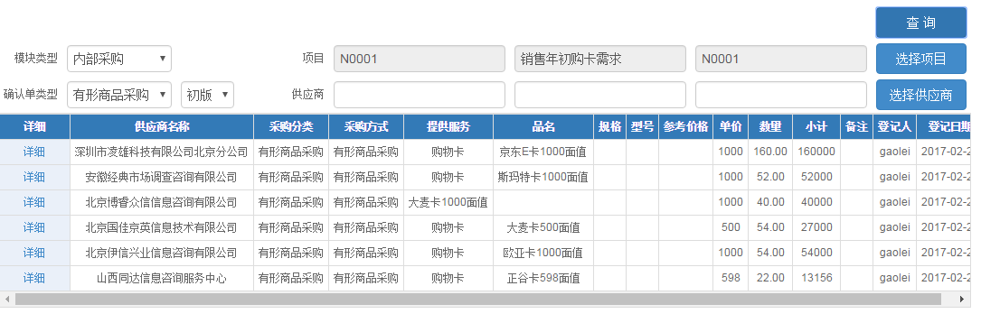 查 询
模块类型 内部采购 项目 N0001 销售年初购卡需求 N0001 选择项目
确认单类型 有形商品采购 初版 供应商 选择供应商
详细 供应商名称 采购分类 采购方式 提供服务 品名 规格 型号 参考价格 单价 数量 小计 备注 登记人 登记日期
详细 深圳市凌雄科技有限公司北京分公司 有形商品采购 有形商品采购 购物卡 京东E卡1000面值 1000 160.00 160000 gaolei 2017-02-2
详细 安徽经典市场调查咨询有限公司 有形商品采购 有形商品采购 购物卡 斯玛特卡1000面值 1000 52.00 52000 gaolei 2017-02-2
详细 北京博睿众信信息咨询有限公司 有形商品采购 有形商品采购 大麦卡1000面值 1000 40.00 40000 gaolei 2017-02-2
详细 北京国佳京英信息技术有限公司 有形商品采购 有形商品采购 购物卡 大麦卡500面值 500 54.00 27000 gaolei 2017-02-2
详细 北京伊信兴业信息咨询有限公司 有形商品采购 有形商品采购 购物卡 欧亚卡1000面值 1000 54.00 54000 gaolei 2017-02-2
详细 山西同达信息咨询服务中心 有形商品采购 有形商品采购 购物卡 正谷卡598面值 598 22.00 13156 gaolei 2017-02-2